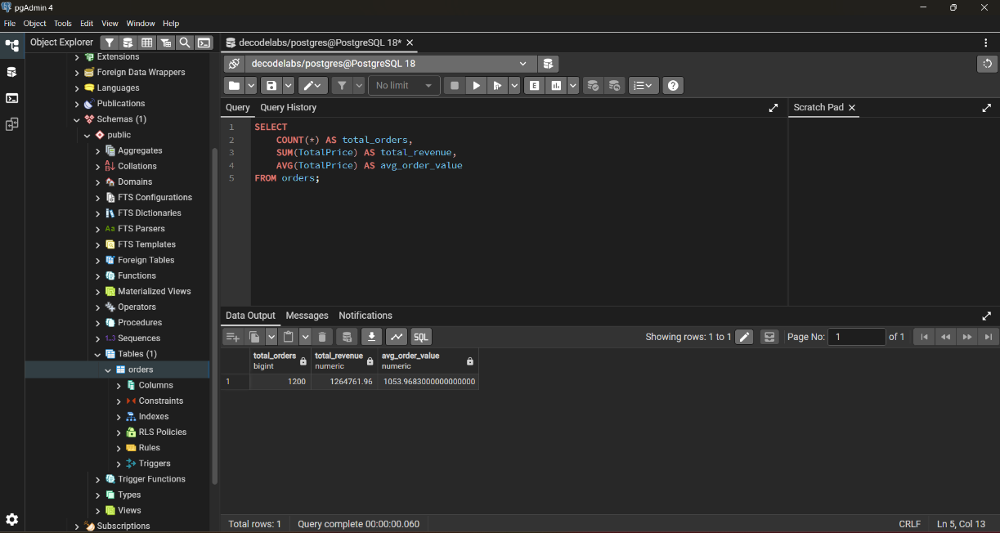 pgAdmin 4
File Object Tools Edit View Window Help
Object Explorer
decodelabs/postgres@PostgreSQL 18*
decodelabs/postgres@PostgreSQL 18
No limit
E
Query Query History
Scratch Pad
Extensions
Foreign Data Wrappers
Languages
Publications
Schemas (1)
public
Aggregates
Collations
Domains
FTS Configurations
FTS Dictionaries
Aa FTS Parsers
FTS Templates
Foreign Tables
Functions
Materialized Views
Operators
Procedures
1..3 Sequences
Tables (1)
orders
Columns
Constraints
Indexes
RLS Policies
Rules
Triggers
Trigger Functions
Types
Views
Subscriptions
1 SELECT
2 COUNT(*) AS total_orders,
3 SUM(TotalPrice) AS total_revenue,
4 AVG(TotalPrice) AS avg_order_value
5 FROM orders;
Data Output Messages Notifications
SQL
Showing rows: 1 to 1
Page No: 1 of 1
total_orders total_revenue avg_order_value
bigint numeric numeric
1 1200 1264761.96 1053.9683000000000000
Total rows: 1 Query complete 00:00:00.060
CRLF Ln 5, Col 13